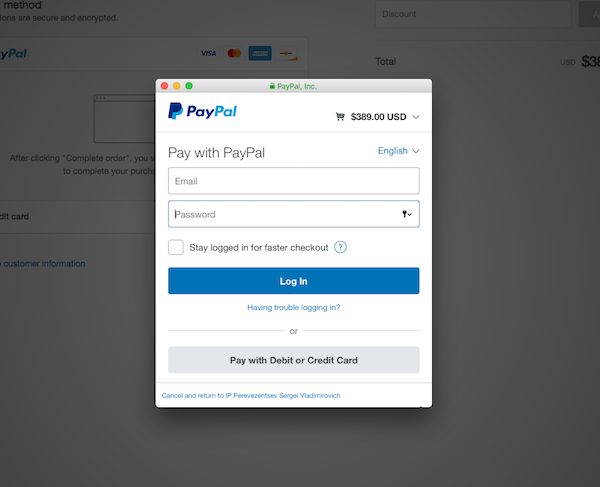 method
ions are secure and encrypted.
Discount
yPal
VISA
Total
USD $38
PayPal, Inc.
PayPal
$389.00 USD
Pay with PayPal
English
Email
Password
Stay logged in for faster checkout ?
Log In
Having trouble logging in?
or
Pay with Debit or Credit Card
Cancel and return to IP Perevezentsev Sergei Vladimirovich
After clicking "Complete order", you w
to complete your purcha
dit card
customer information